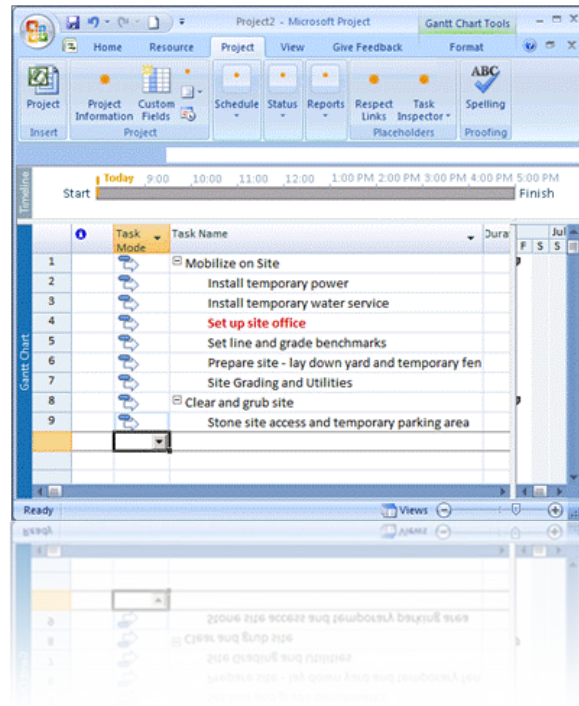 Project2 - Microsoft Project
Gantt Chart Tools
Home Resource Project View Give Feedback Format
Project
Project Information
Custom Fields
Schedule
Status
Reports
Respect Links
Task Inspector
ABC
Spelling
Insert
Project
Placeholders
Proofing
Timeline
Today 9:00 10:00 11:00 12:00 1:00 PM 2:00 PM 3:00 PM 4:00 PM 5:00 PM
Start
Finish
Task Mode
Task Name
Dura
Jul
F S S
1 Mobilize on Site
2 Install temporary power
3 Install temporary water service
4 Set up site office
5 Set line and grade benchmarks
6 Prepare site - lay down yard and temporary fen
7 Site Grading and Utilities
8 Clear and grub site
9 Stone site access and temporary parking area
Gantt Chart
Ready
Views